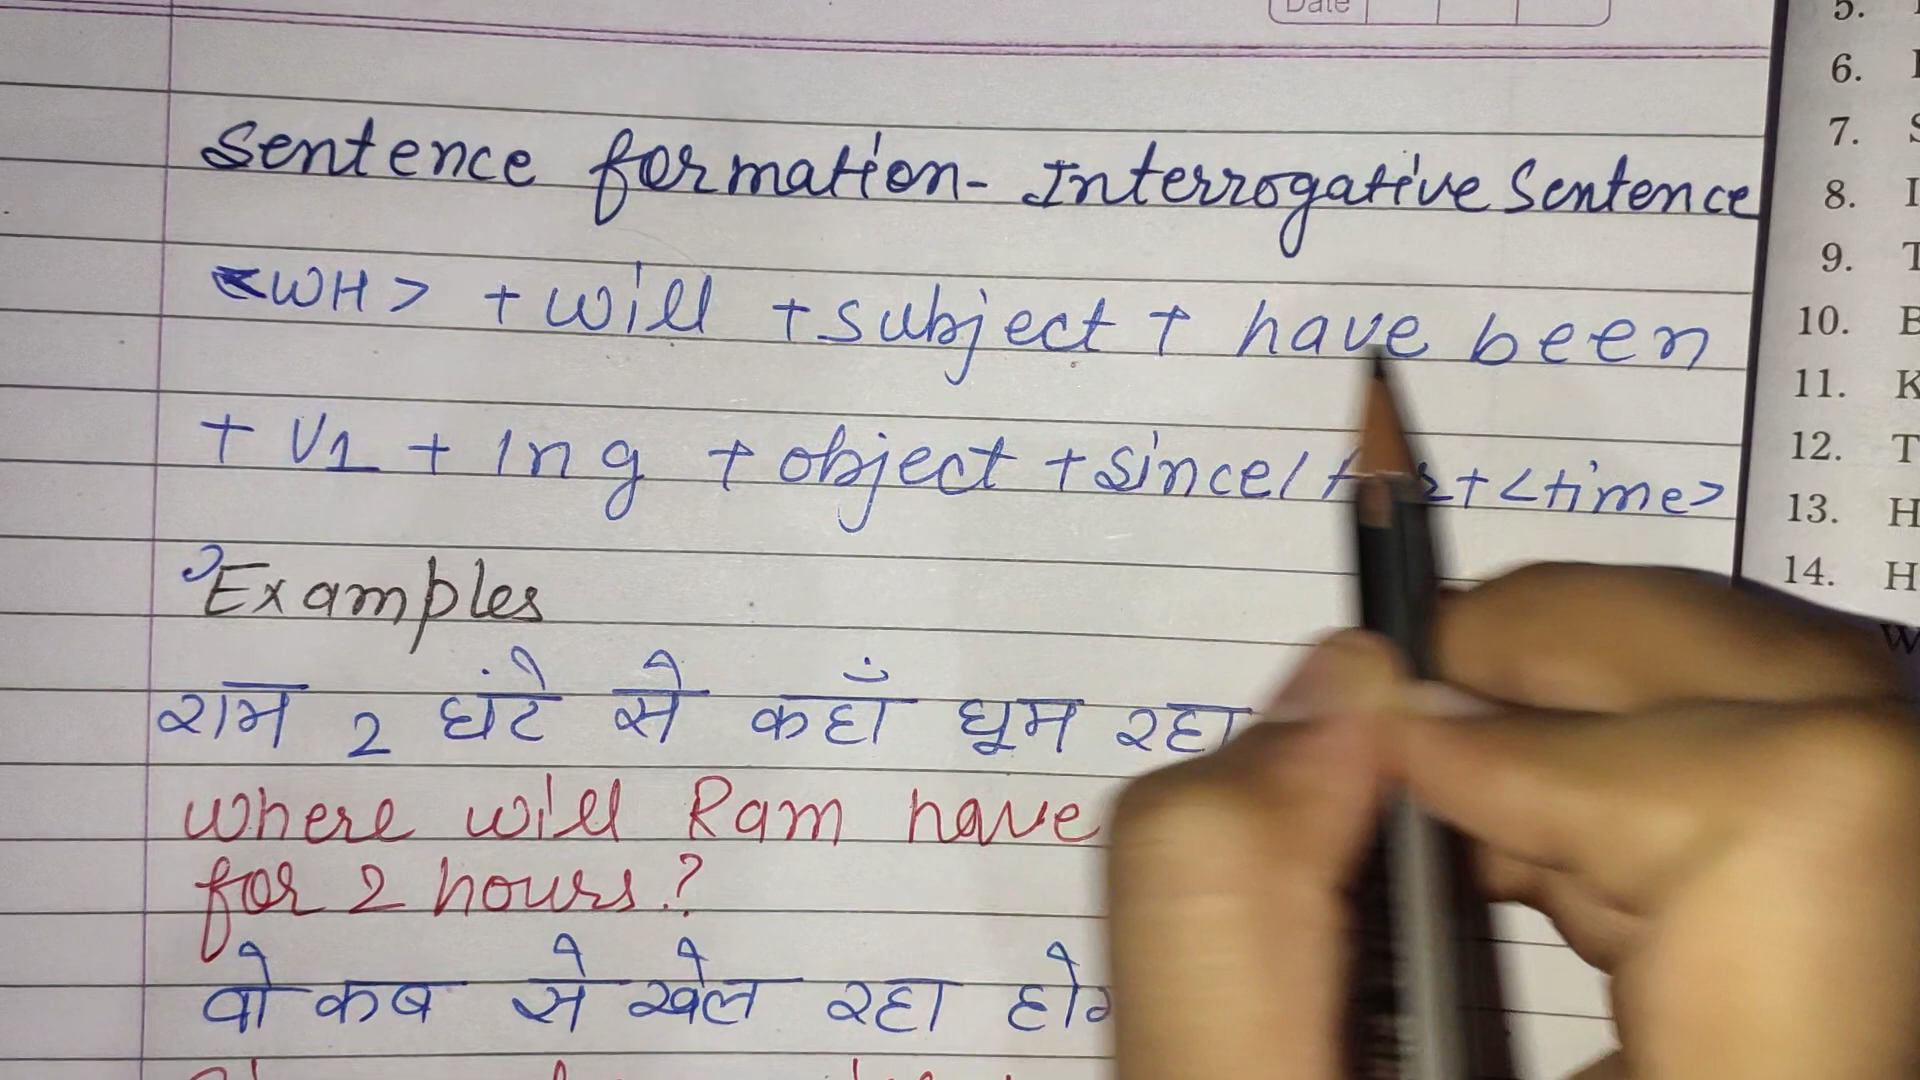 Date
Sentence formation- Interrogative Sentence
<WH> + will + subject + have been
+ V1 + ing + object + since/ + <time>
Examples
राम 2 घंटे से कहाँ घूम रहा
where will Ram have
for 2 hours?
वो कब से खेल रहा
5.
6.
7.
8.
9.
10.
11.
12.
13.
14.